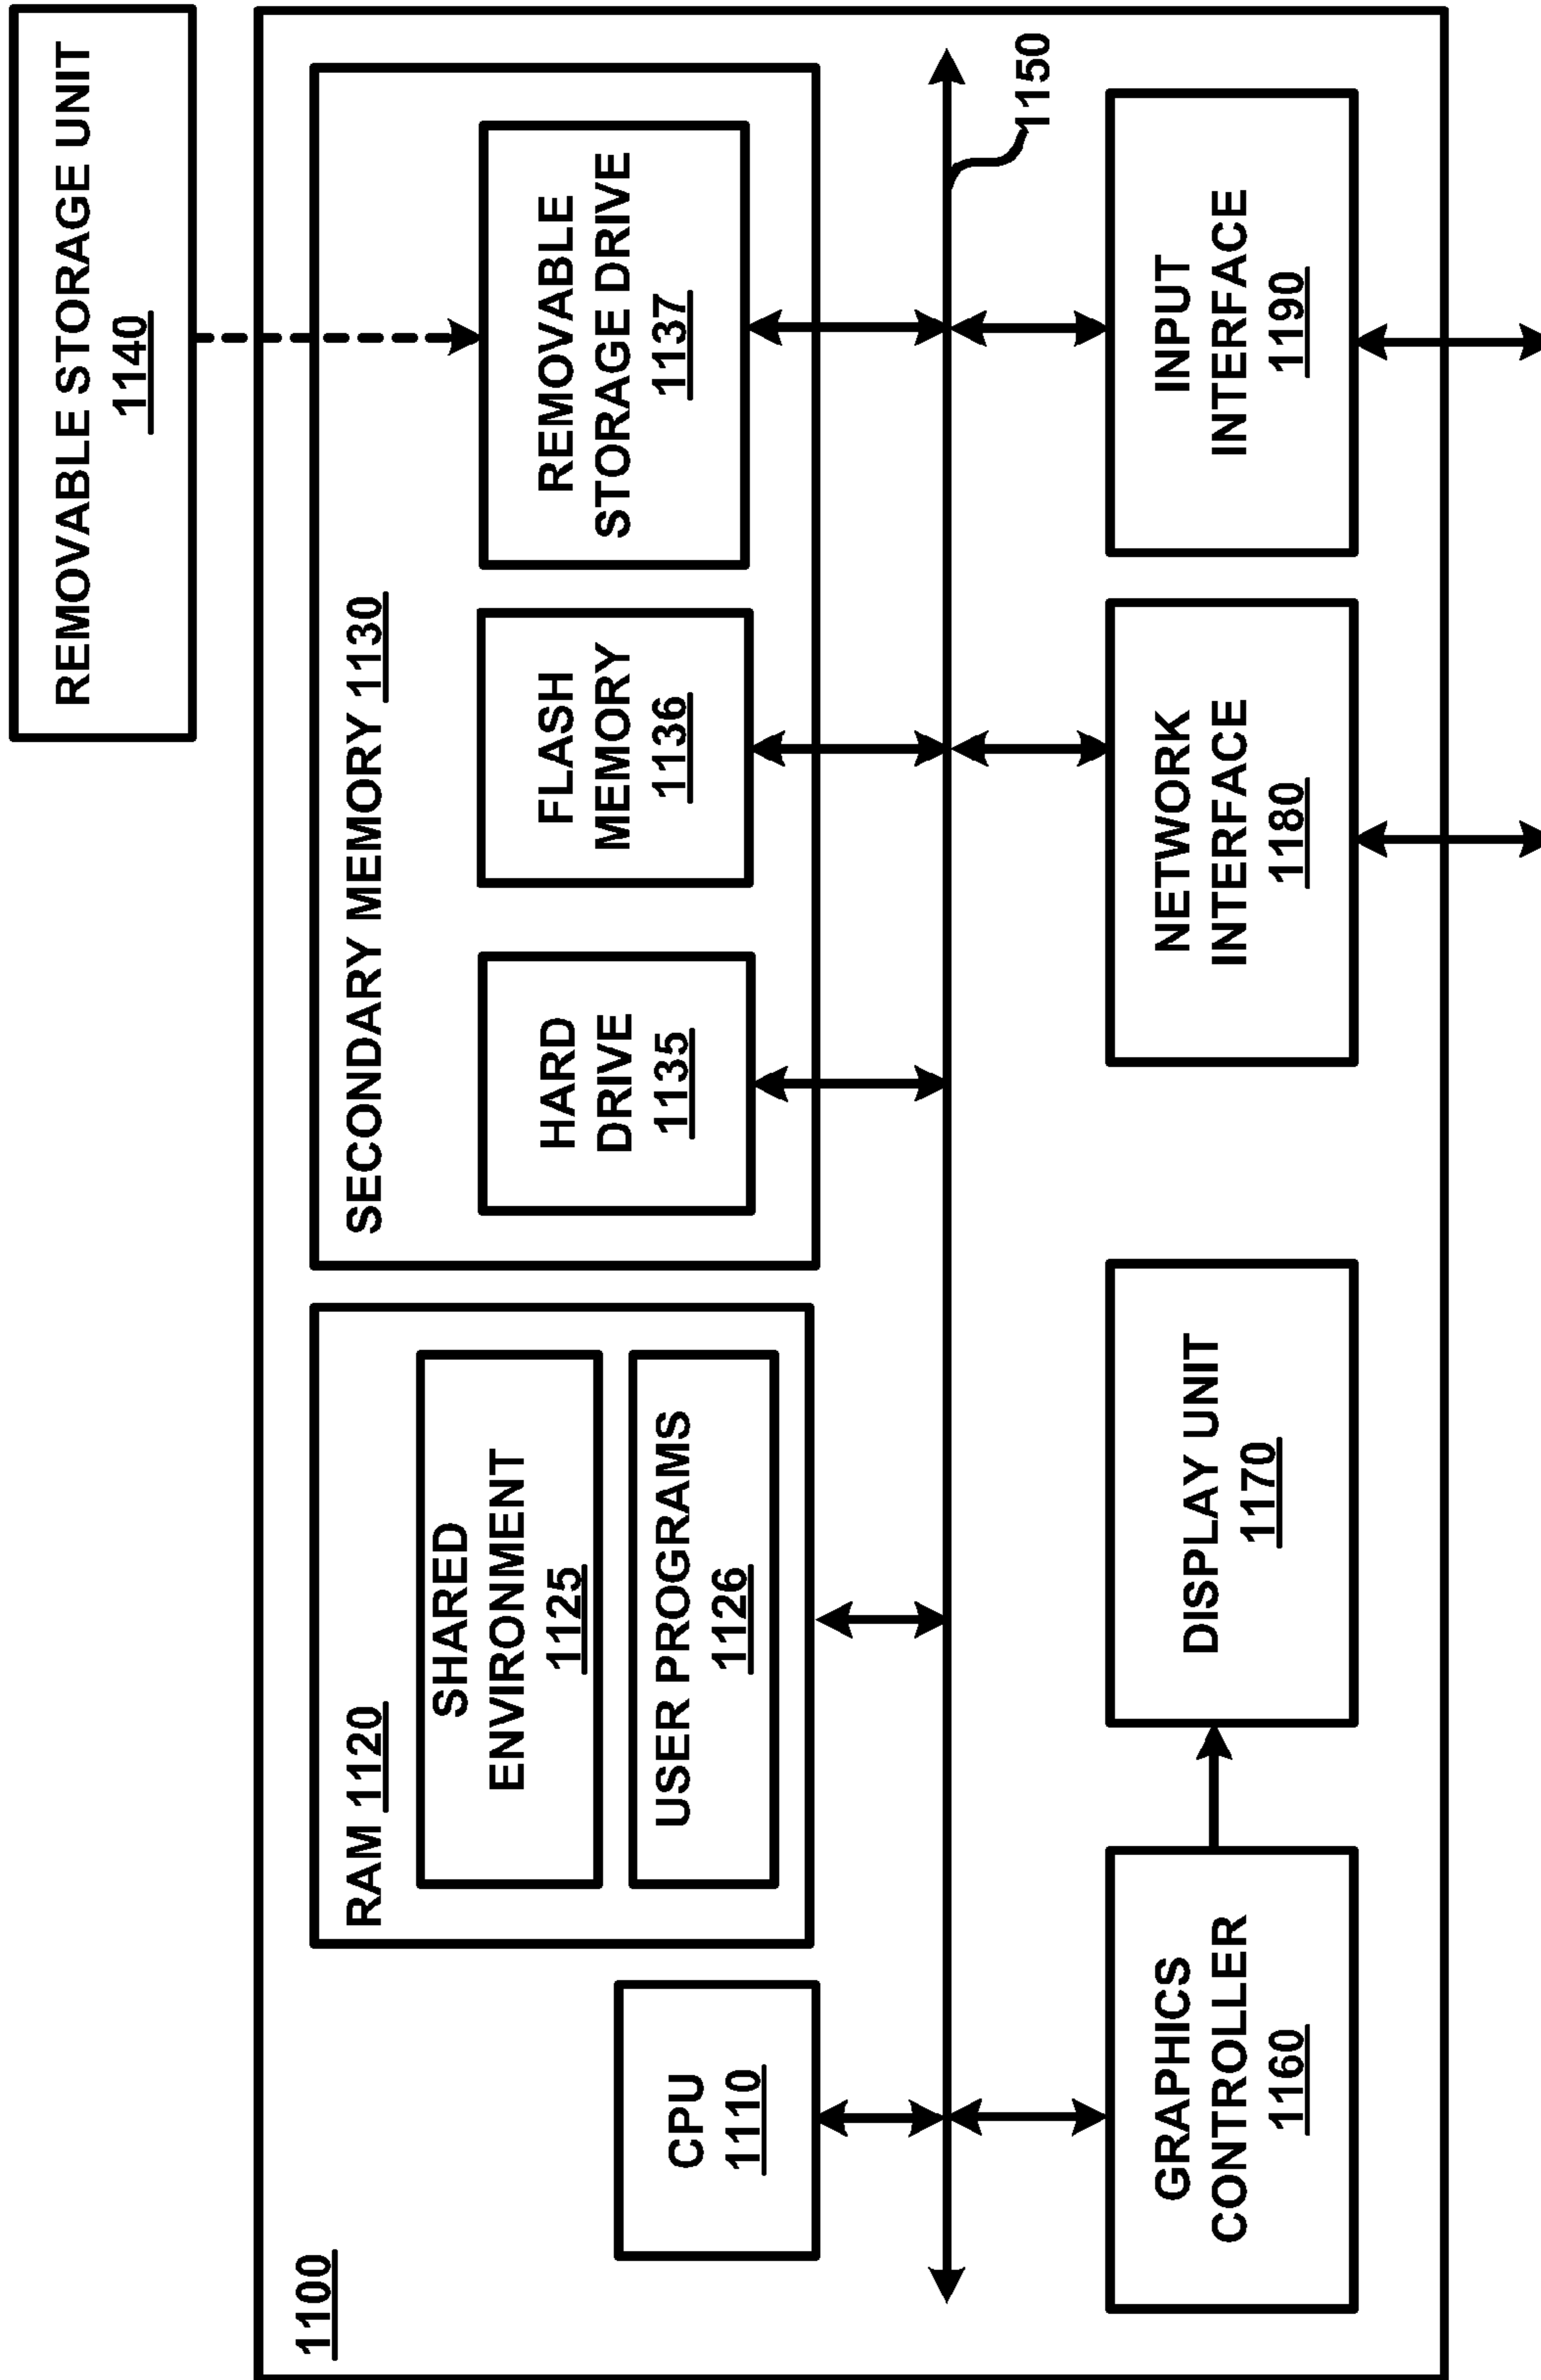 REMOVABLE STORAGE UNIT
1140
1100
RAM 1120
SHARED
ENVIRONMENT
1125
USER PROGRAMS
1126
SECONDARY MEMORY 1130
HARD
DRIVE
1135
FLASH
MEMORY
1136
REMOVABLE
STORAGE DRIVE
1137
CPU
1110
1150
GRAPHICS
CONTROLLER
1160
DISPLAY UNIT
1170
NETWORK
INTERFACE
1180
INPUT
INTERFACE
1190